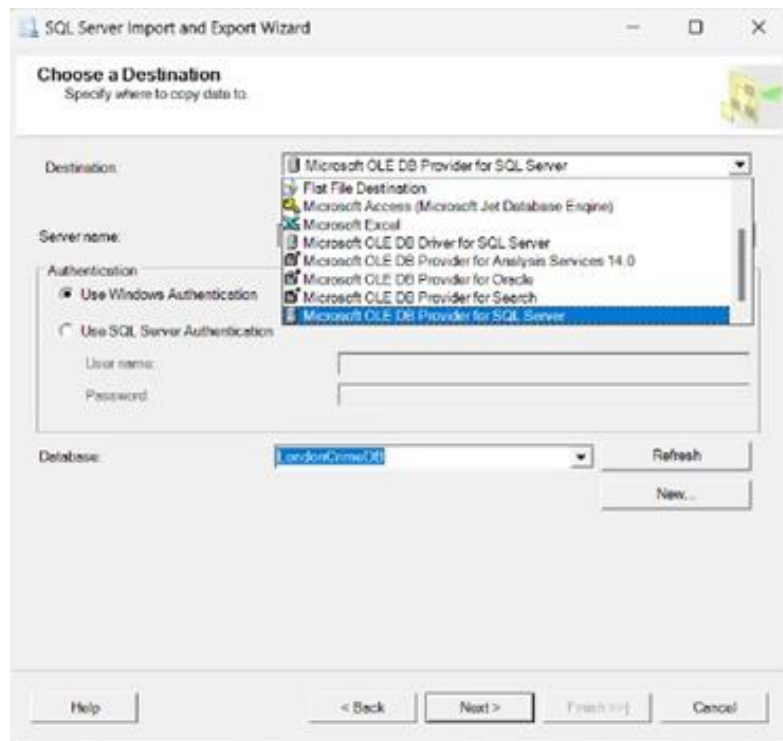 SQL Server Import and Export Wizard
Choose a Destination
Specify where to copy data to.
Destination:
Microsoft OLE DB Provider for SQL Server
Flat File Destination
Microsoft Access (Microsoft Jet Database Engine)
Microsoft Excel
Microsoft OLE DB Driver for SQL Server
Microsoft OLE DB Provider for Analysis Services 14.0
Microsoft OLE DB Provider for Oracle
Microsoft OLE DB Provider for Search
Microsoft OLE DB Provider for SQL Server
Server name:
Authentication
Use Windows Authentication
Use SQL Server Authentication
User name:
Password:
Database:
LondonCrimeDB
Refresh
New...
Help
< Back
Next >
Finish >>|
Cancel